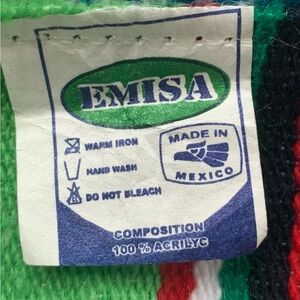 EMISA
WARM IRON
HAND WASH
DO NOT BLEACH
MADE IN
MEXICO
COMPOSITION
100 % ACRILYC